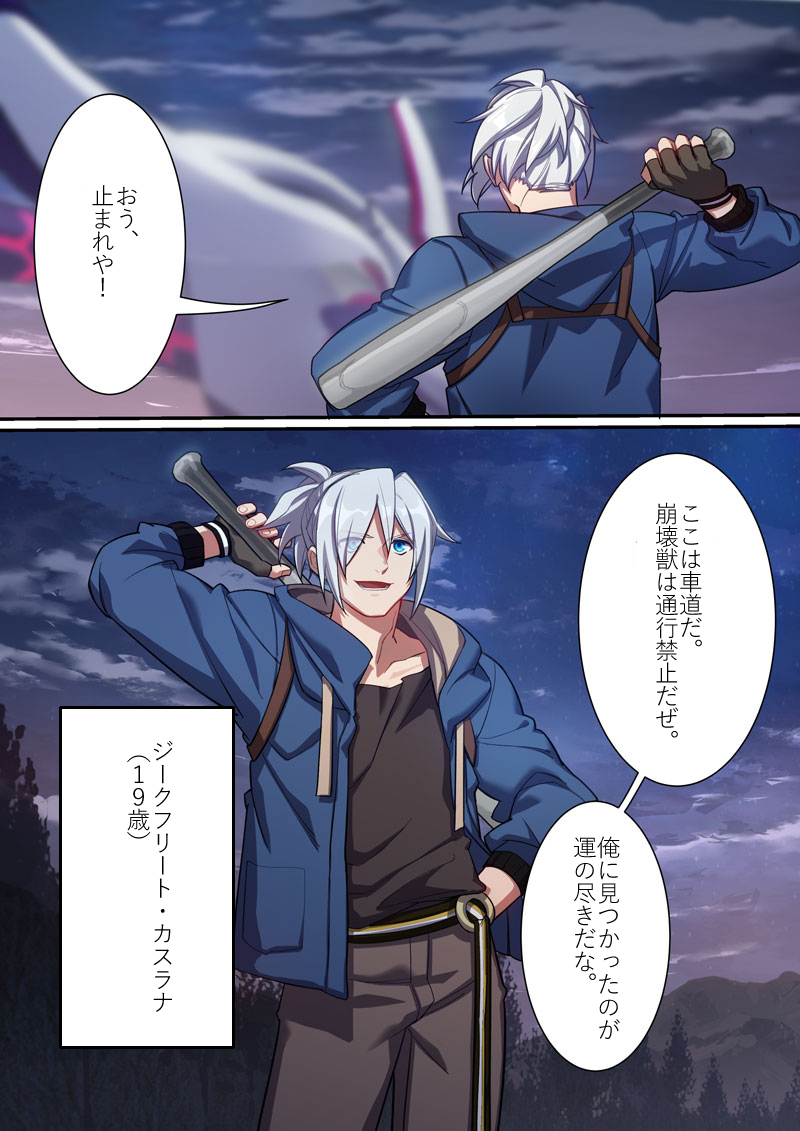 おう、
止まれや！
ここは車道だ。
崩壊獣は通行禁止だぜ。
俺に見つかったのが
運の尽きだな。
ジークフリート・カスラナ
（19歳）